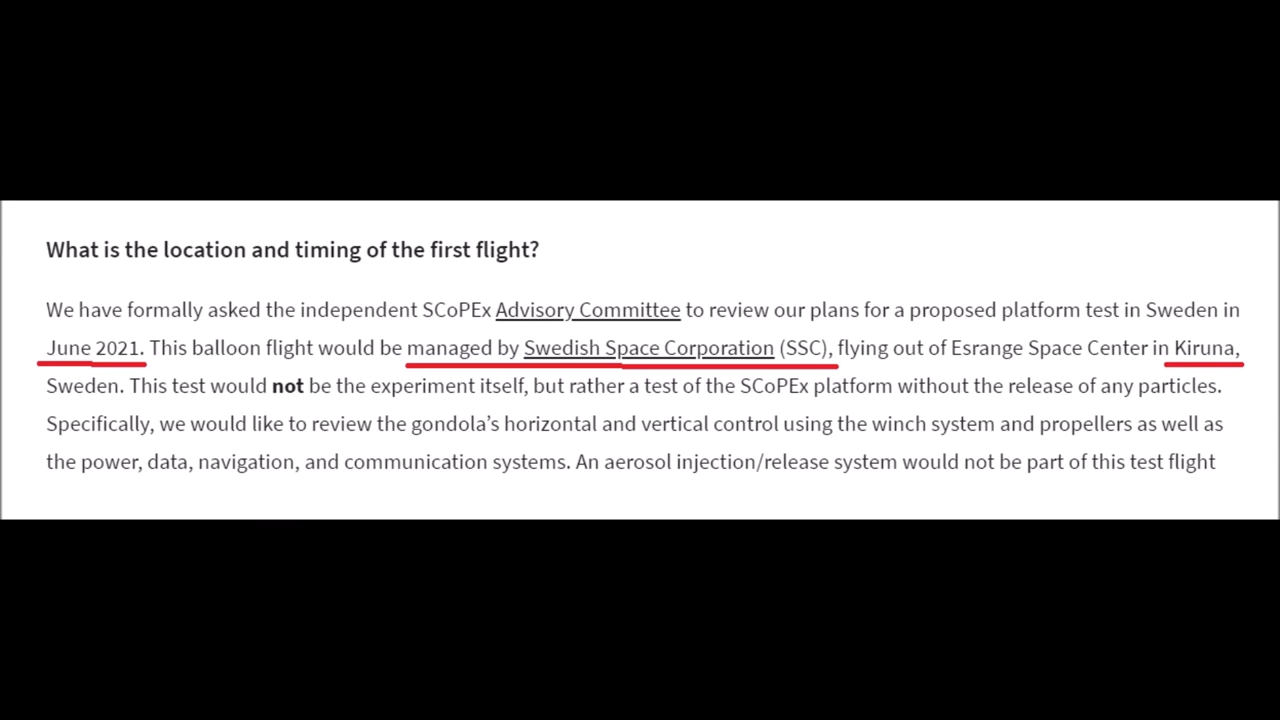 What is the location and timing of the first flight?
We have formally asked the independent SCoPEx Advisory Committee to review our plans for a proposed platform test in Sweden in
June 2021. This balloon flight would be managed by Swedish Space Corporation (SSC), flying out of Esrange Space Center in Kiruna,
Sweden. This test would not be the experiment itself, but rather a test of the SCoPEx platform without the release of any particles.
Specifically, we would like to review the gondola’s horizontal and vertical control using the winch system and propellers as well as
the power, data, navigation, and communication systems. An aerosol injection/release system would not be part of this test flight